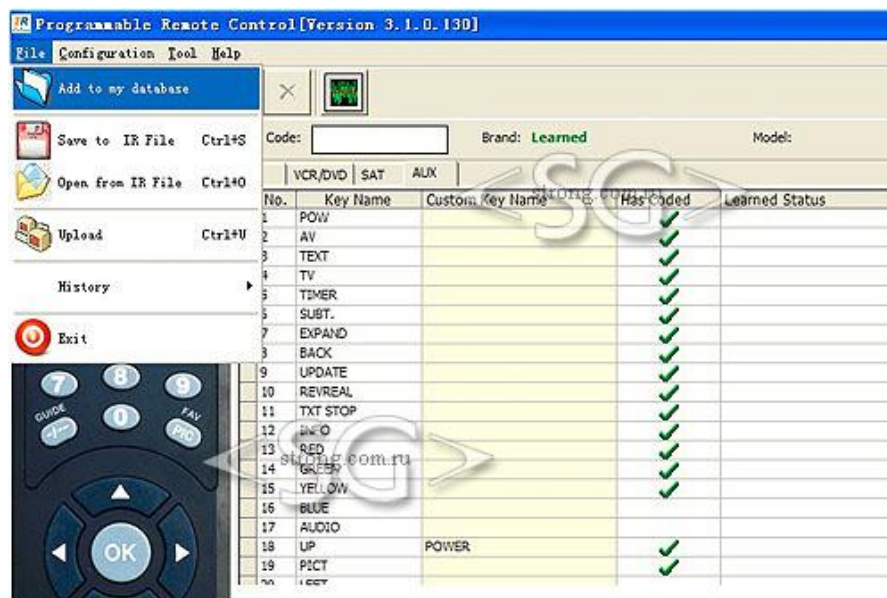 Programmable Remote Control[Version 3.1.0.130]
File Configuration Tool Help
Add to my database
Save to IR File Ctrl+S
Open from IR File Ctrl+O
Upload Ctrl+U
History
Exit
Code: Brand: Learned Model:
VCR/DVD SAT AUX
No. Key Name Custom Key Name Has Coded Learned Status
1 POW
2 AV
3 TEXT
4 TV
5 TIMER
6 SUBT.
7 EXPAND
8 BACK
9 UPDATE
10 REVREAL
11 TXT STOP
12 INFO
13 RED
14 GREEN
15 YELLOW
16 BLUE
17 AUDIO
18 UP POWER
19 PICT
20 LEFT
7 8 9
GUIDE 0 FAV
-/-- PIC
OK
SG
strong.com.ru
SG
strong.com.ru